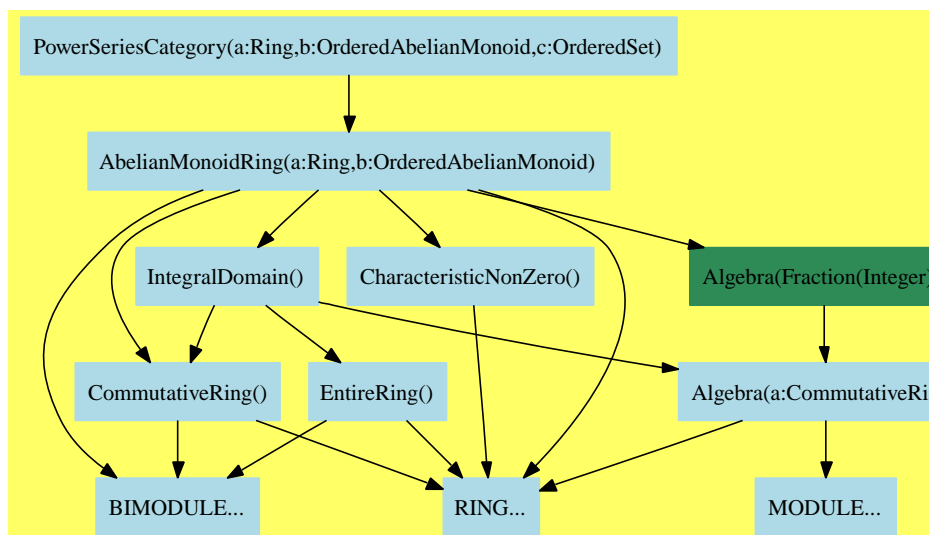 PowerSeriesCategory(a:Ring,b:OrderedAbelianMonoid,c:OrderedSet)
AbelianMonoidRing(a:Ring,b:OrderedAbelianMonoid)
IntegralDomain()
CharacteristicNonZero()
Algebra(Fraction(Integer)
CommutativeRing()
EntireRing()
Algebra(a:CommutativeRi
BIMODULE...
RING...
MODULE...